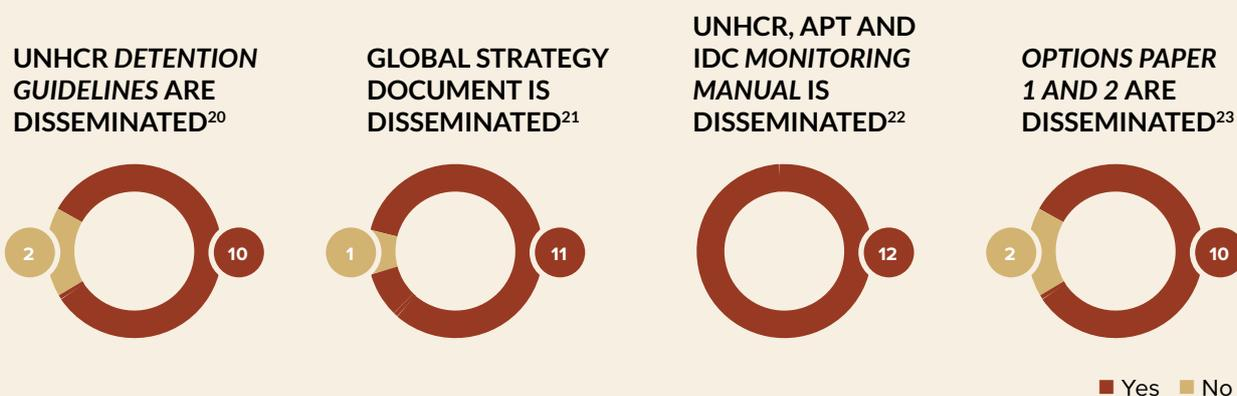 UNHCR DETENTION
GUIDELINES ARE
DISSEMINATED20
GLOBAL STRATEGY
DOCUMENT IS
DISSEMINATED21
UNHCR, APT AND
IDC MONITORING
MANUAL IS
DISSEMINATED22
OPTIONS PAPER
1 AND 2 ARE
DISSEMINATED23
2
10
1
11
12
2
10
Yes
No